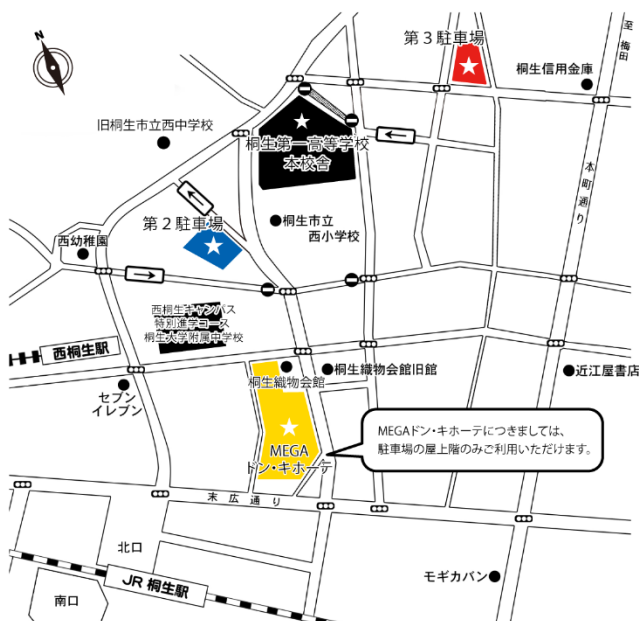 N
第3駐車場
至
梅
田
桐生信用金庫
旧桐生市立西中学校
桐生第一高等学校
本校舎
本
町
通
り
第2駐車場
桐生市立
西小学校
西幼稚園
西桐生キャンパス
特別進学コース
桐生大学附属中学校
西桐生駅
桐生織物会館
桐生織物会館旧館
近江屋書店
セブン
イレブン
MEGA
ドン・キホーテ
MEGAドン・キホーテにつきましては、
駐車場の屋上階のみご利用いただけます。
末広通り
北口
JR 桐生駅
モギカバン
南口